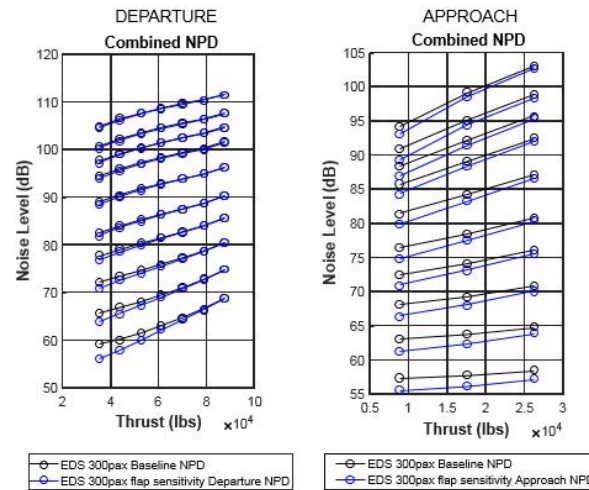 DEPARTURE
Combined NPD
120
110
100
90
80
70
60
50
Noise Level (dB)
2 4 6 8 10
Thrust (lbs) ×10⁴
EDS 300pax Baseline NPD
EDS 300pax flap sensitivity Departure NPD
APPROACH
Combined NPD
105
100
95
90
85
80
75
70
65
60
55
Noise Level (dB)
0.5 1 1.5 2 2.5 3
Thrust (lbs) ×10⁴
EDS 300pax Baseline NPD
EDS 300pax flap sensitivity Approach NPD